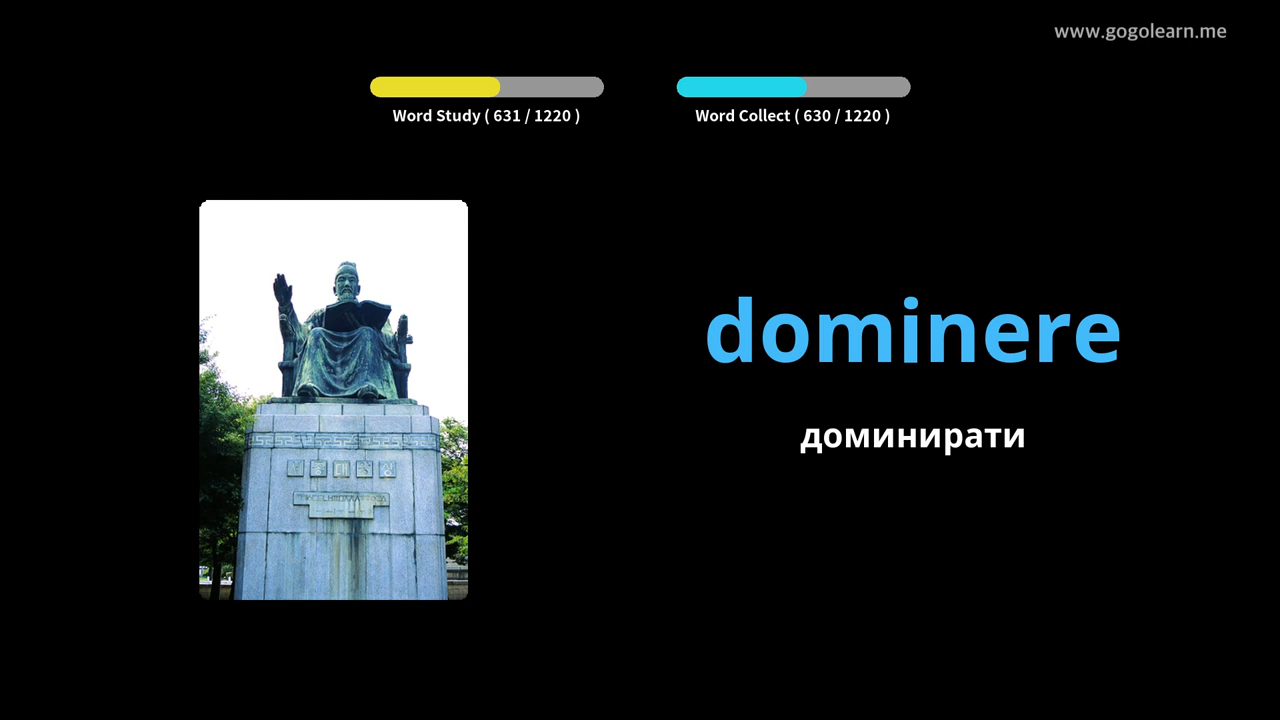 www.gogolearn.me
Word Study ( 631 / 1220 )
Word Collect ( 630 / 1220 )
dominere
доминирати